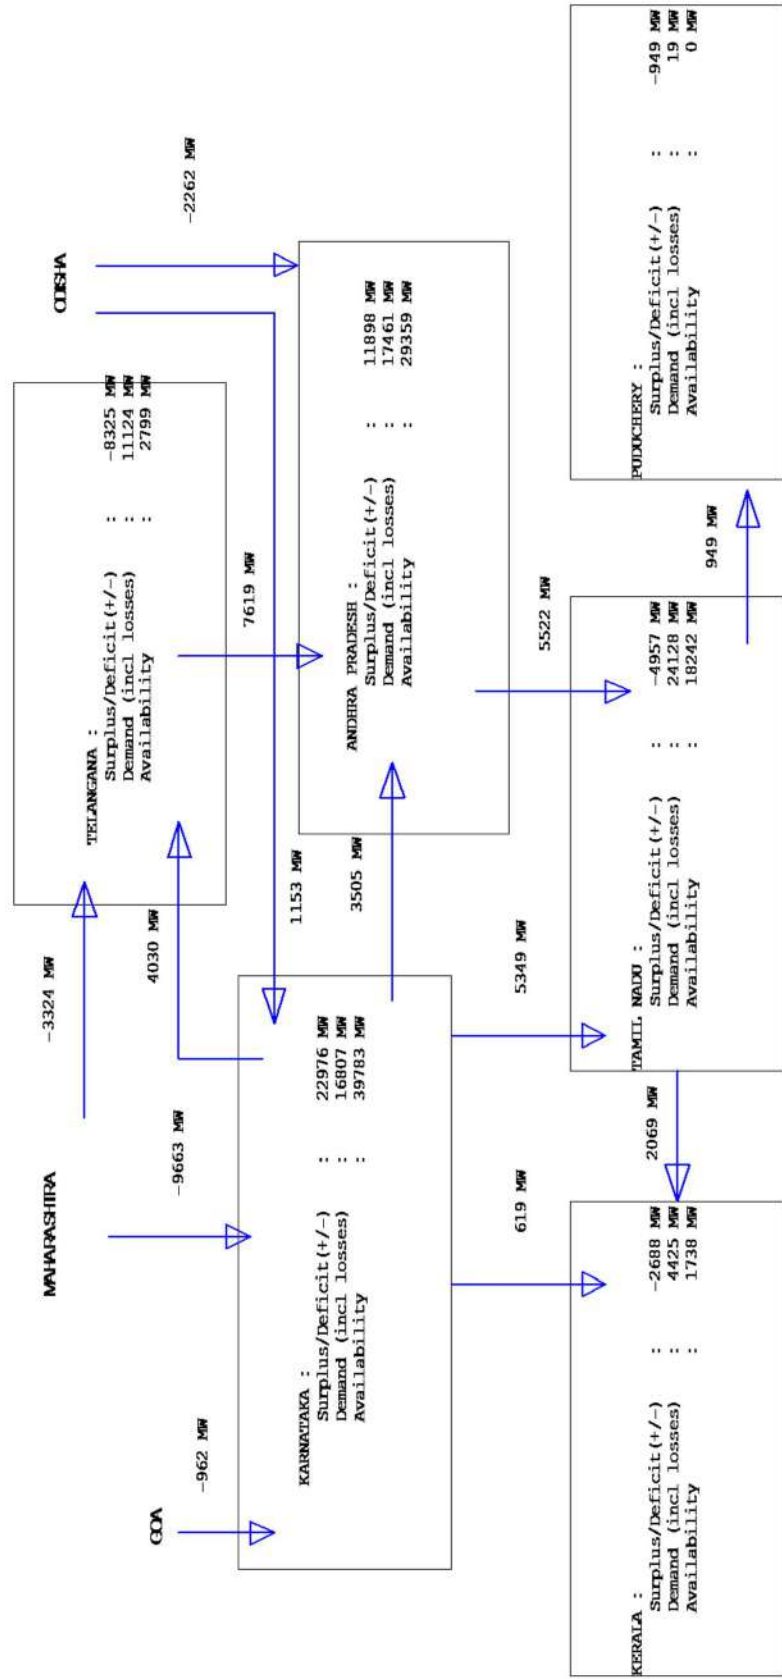 MAHARASHTRA
-3324 MW
ODISHA
TELANGANA :
Surplus/Deficit(+/-) : -8325 MW
Demand (incl losses) : 11124 MW
Availability : 2799 MW
GOA
4030 MW
-9663 MW
-2262 MW
-962 MW
7619 MW
1153 MW
KARNATAKA :
Surplus/Deficit(+/-) : 22976 MW
Demand (incl losses) : 16807 MW
Availability : 39783 MW
3505 MW
ANDHRA PRADESH :
Surplus/Deficit(+/-) : 11898 MW
Demand (incl losses) : 17461 MW
Availability : 29359 MW
619 MW
5349 MW
5522 MW
KERALA :
Surplus/Deficit(+/-) : -2688 MW
Demand (incl losses) : 4425 MW
Availability : 1738 MW
2069 MW
TAMIL NADU :
Surplus/Deficit(+/-) : -4957 MW
Demand (incl losses) : 24128 MW
Availability : 18242 MW
949 MW
PUDUCHERY :
Surplus/Deficit(+/-) : -949 MW
Demand (incl losses) : 19 MW
Availability : 0 MW